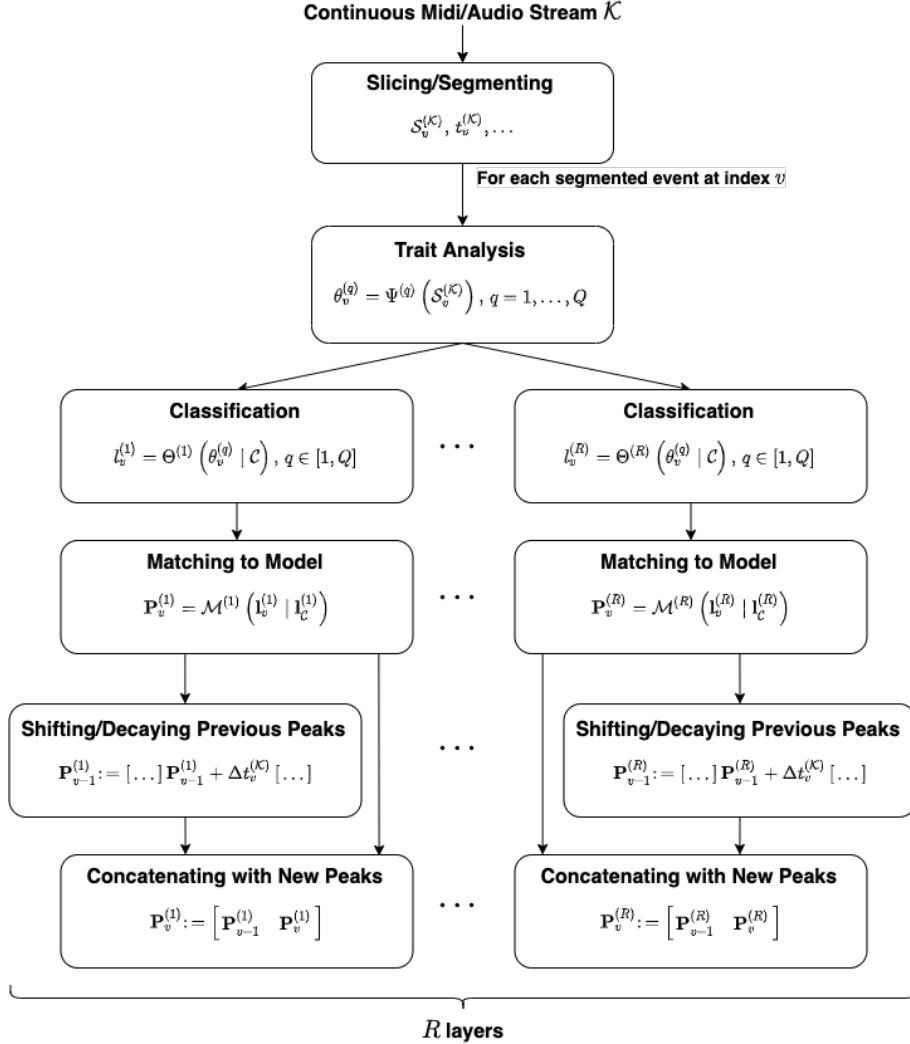 Continuous Midi/Audio Stream 𝒦
Slicing/Segmenting
𝒮_v^{(𝒦)}, t_v^{(𝒦)}, ...
For each segmented event at index v
Trait Analysis
θ_v^{(q)} = Ψ^{(q)} (𝒮_v^{(𝒦)}), q = 1, ..., Q
Classification
l_v^{(1)} = Θ^{(1)} (θ_v^{(q)} | 𝒞), q ∈ [1, Q]
...
Classification
l_v^{(R)} = Θ^{(R)} (θ_v^{(q)} | 𝒞), q ∈ [1, Q]
Matching to Model
𝐏_v^{(1)} = ℳ^{(1)} (𝐥_v^{(1)} | 𝐥_𝒞^{(1)})
...
Matching to Model
𝐏_v^{(R)} = ℳ^{(R)} (𝐥_v^{(R)} | 𝐥_𝒞^{(R)})
Shifting/Decaying Previous Peaks
𝐏_{v-1}^{(1)} := [...] 𝐏_{v-1}^{(1)} + Δt_v^{(𝒦)} [...]
...
Shifting/Decaying Previous Peaks
𝐏_{v-1}^{(R)} := [...] 𝐏_{v-1}^{(R)} + Δt_v^{(𝒦)} [...]
Concatenating with New Peaks
𝐏_v^{(1)} := [𝐏_{v-1}^{(1)} 𝐏_v^{(1)}]
...
Concatenating with New Peaks
𝐏_v^{(R)} := [𝐏_{v-1}^{(R)} 𝐏_v^{(R)}]
R layers